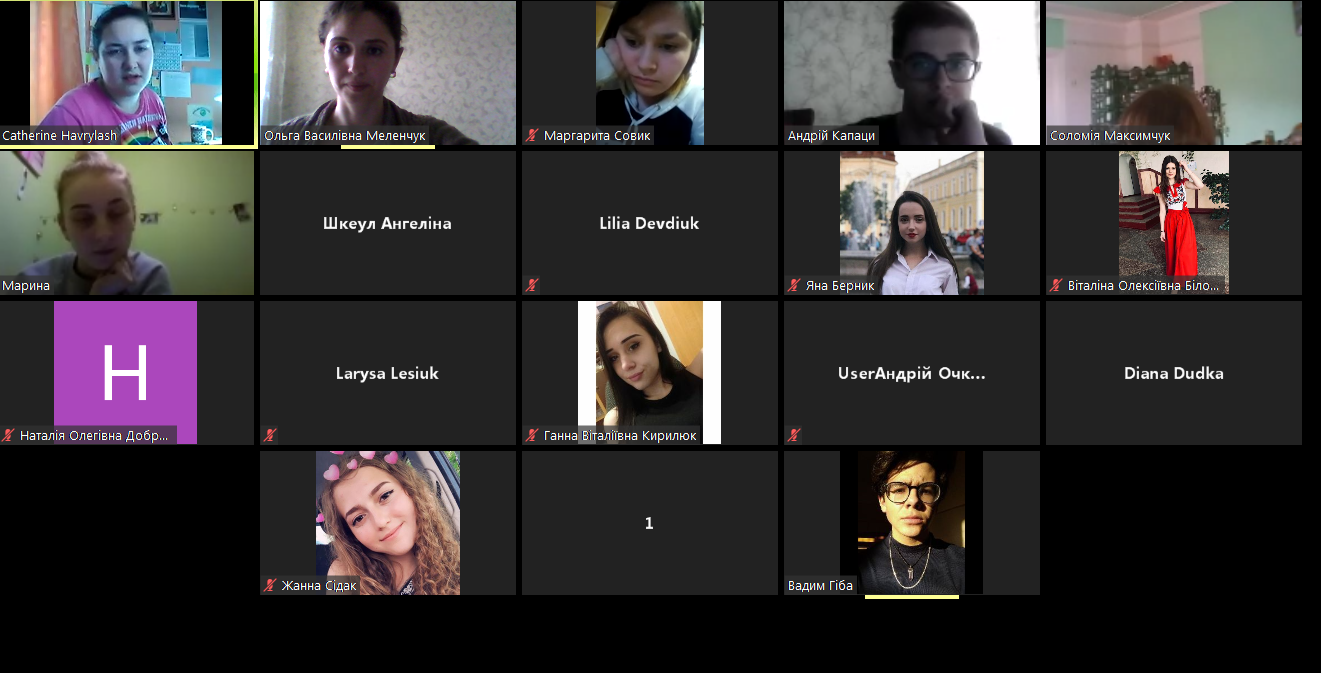 Catherine Havrylash
Ольга Василівна Меленчук
Маргарита Совик
Андрій Капаци
Соломія Максимчук
Марина
Шкеул Ангеліна
Lilia Devdiuk
Яна Берник
Віталіна Олексіївна Біло...
H
Наталія Олегівна Добр...
Larysa Lesiuk
Ганна Віталіївна Кирилюк
UserАндрій Очк...
Diana Dudka
Жанна Сідак
1
Вадим Гіба